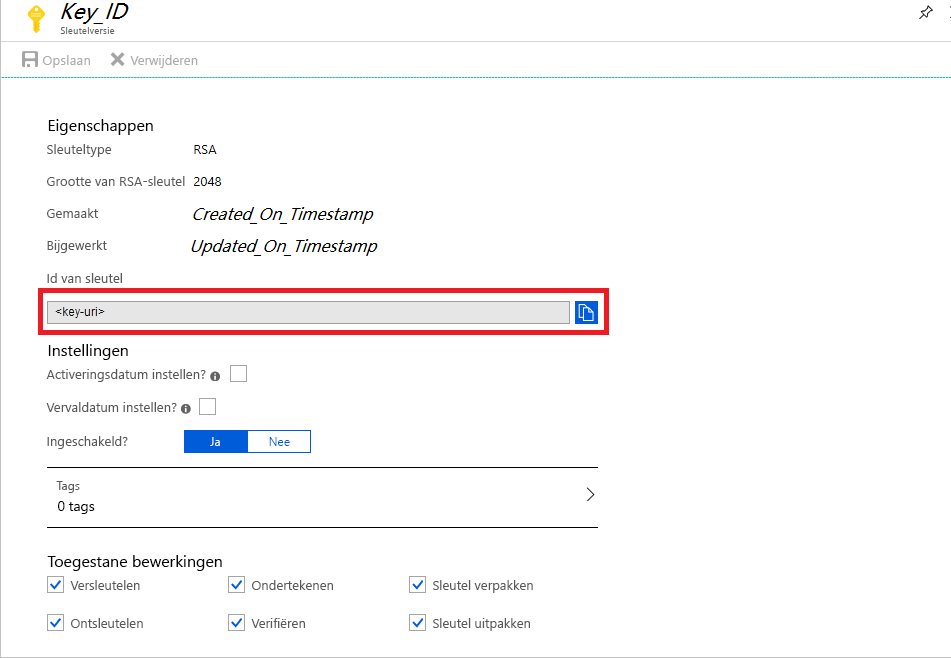 Key_ID
Sleutelversie
Opslaan Verwijderen
Eigenschappen
Sleuteltype RSA
Grootte van RSA-sleutel 2048
Gemaakt Created_On_Timestamp
Bijgewerkt Updated_On_Timestamp
Id van sleutel
<key-uri>
Instellingen
Activeringsdatum instellen?
Vervaldatum instellen?
Ingeschakeld? Ja Nee
Tags
0 tags
Toegestane bewerkingen
Versleutelen Ondertekenen Sleutel verpakken
Ontsleutelen Verifiëren Sleutel uitpakken